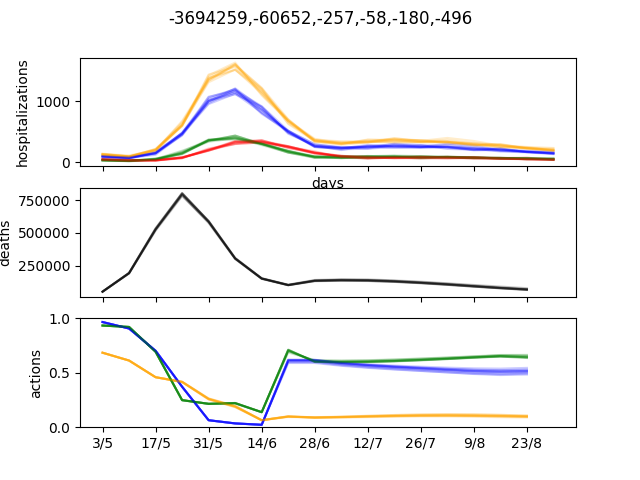 -3694259,-60652,-257,-58,-180,-496
hospitalizations
1000
0
days
deaths
750000
500000
250000
actions
1.0
0.5
0.0
3/5 17/5 31/5 14/6 28/6 12/7 26/7 9/8 23/8